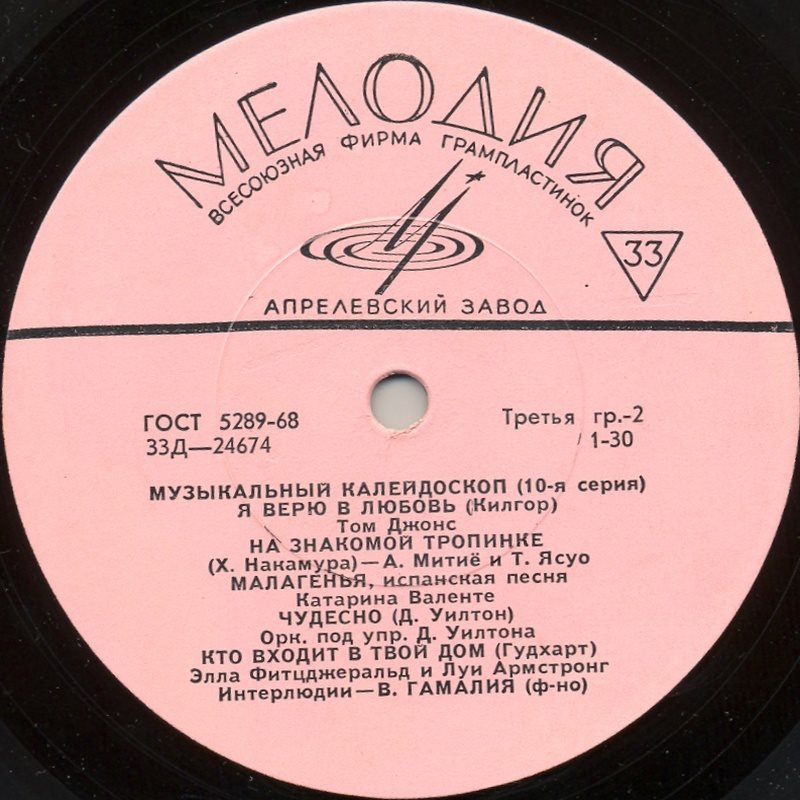 МЕЛОДИЯ
ВСЕСОЮЗНАЯ ФИРМА ГРАМПЛАСТИНОК
33
АПРЕЛЕВСКИЙ ЗАВОД
ГОСТ 5289-68 Третья гр.-2
33Д—24674 1-30
МУЗЫКАЛЬНЫЙ КАЛЕЙДОСКОП (10-я серия)
Я ВЕРЮ В ЛЮБОВЬ (Килгор)
Том Джонс
НА ЗНАКОМОЙ ТРОПИНКЕ
(Х. Накамура)—А. Митиё и Т. Ясуо
МАЛАГЕНЬЯ, испанская песня
Катарина Валенте
ЧУДЕСНО (Д. Уилтон)
Орк. под упр. Д. Уилтона
КТО ВХОДИТ В ТВОЙ ДОМ (Гудхарт)
Элла Фитцджеральд и Луи Армстронг
Интерлюдии—В. ГАМАЛИЯ (ф-но)